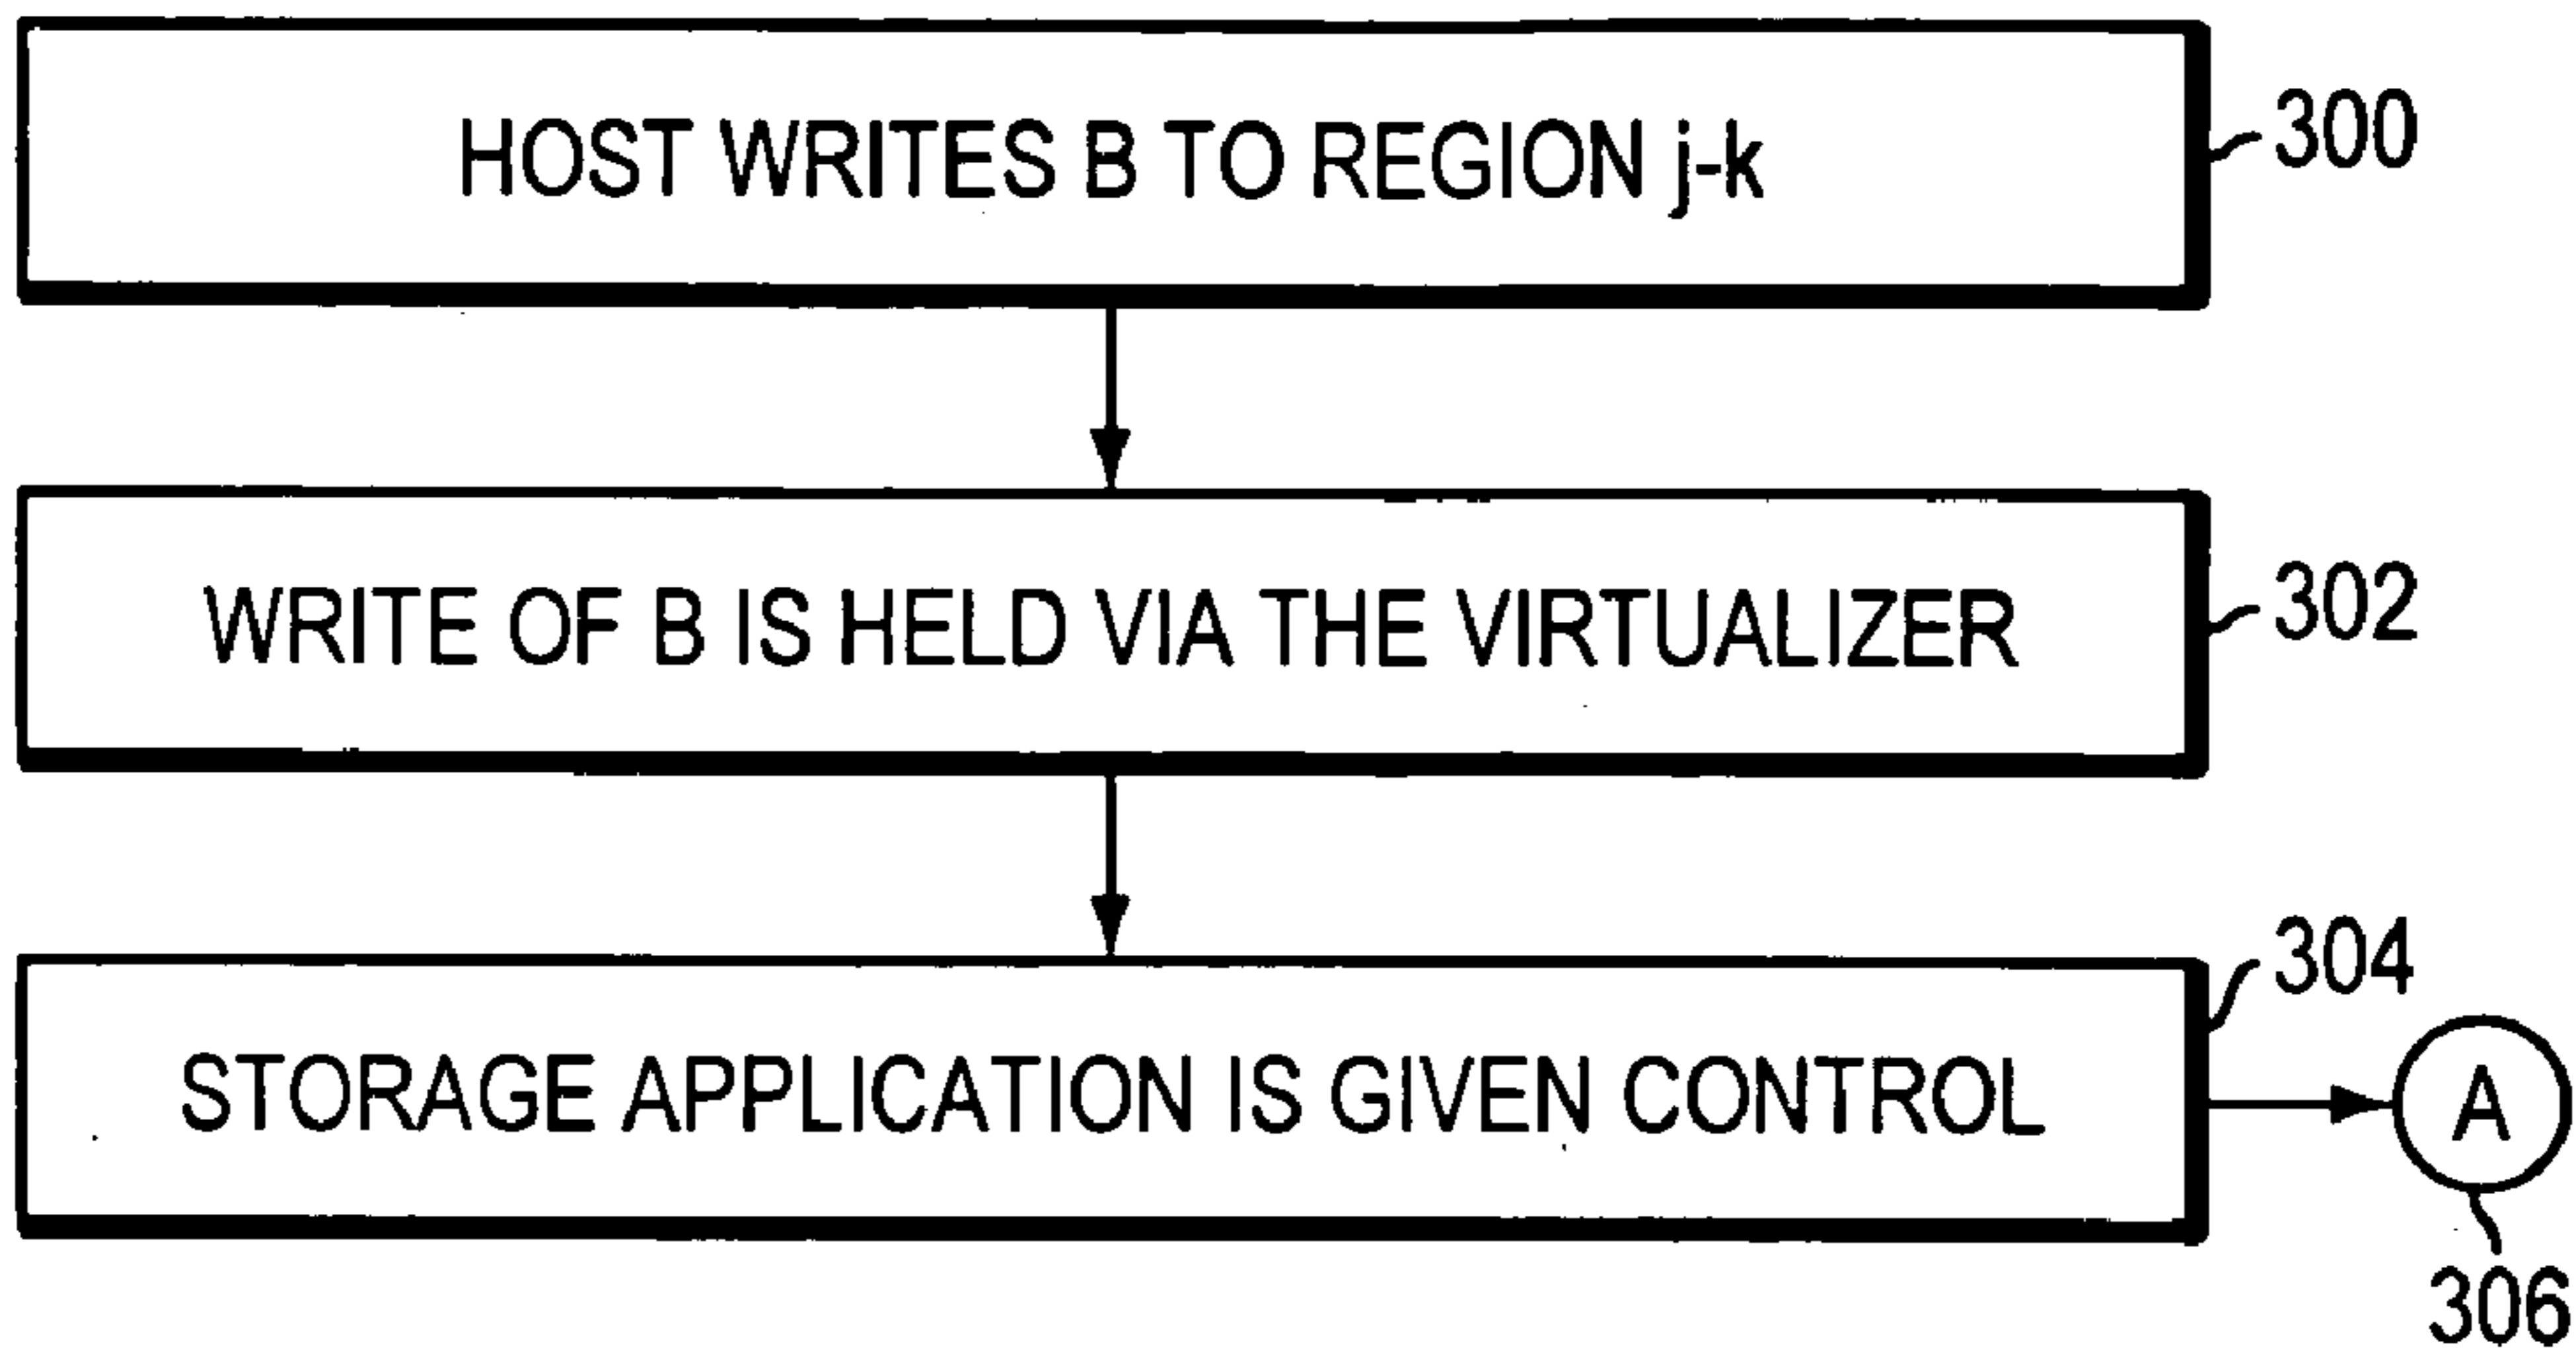 HOST WRITES B TO REGION j-k
300
WRITE OF B IS HELD VIA THE VIRTUALIZER
302
304
STORAGE APPLICATION IS GIVEN CONTROL
A
306